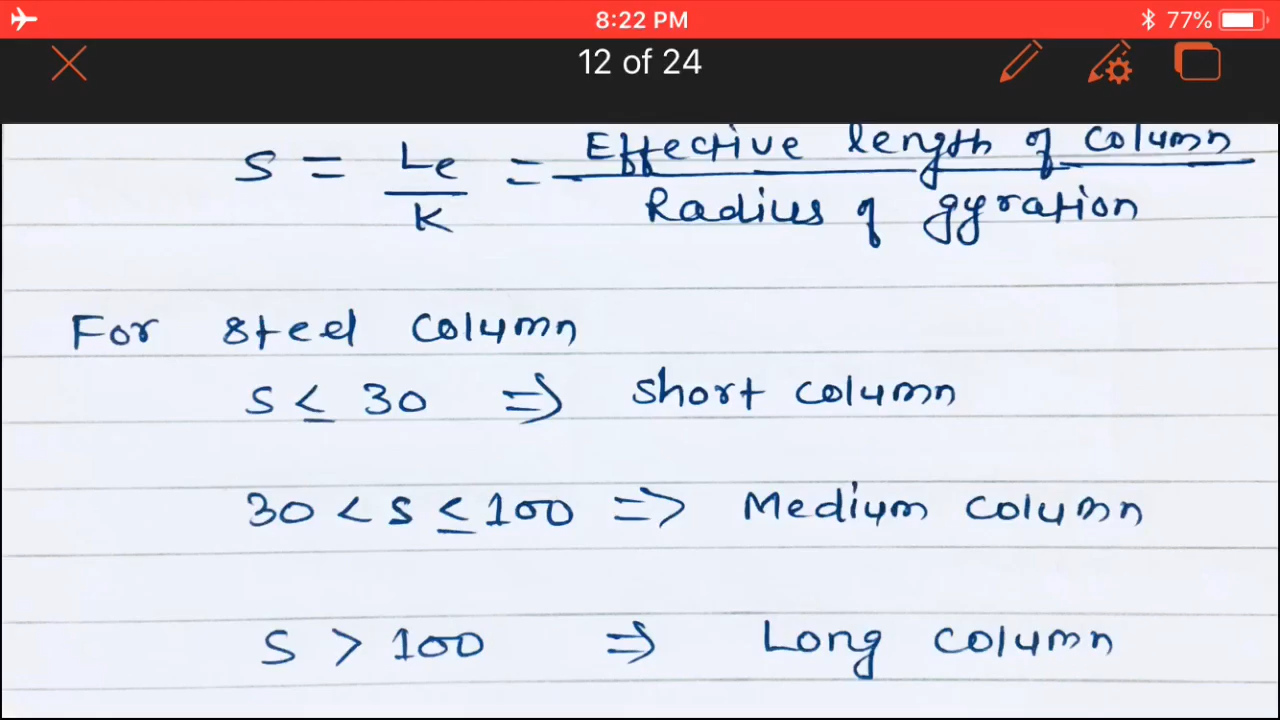 8:22 PM
77%
12 of 24
S = Le/K = Effective length of column / Radius of gyration
For steel column
S ≤ 30 ⇒ short column
30 < S ≤ 100 ⇒ Medium column
S > 100 ⇒ Long column